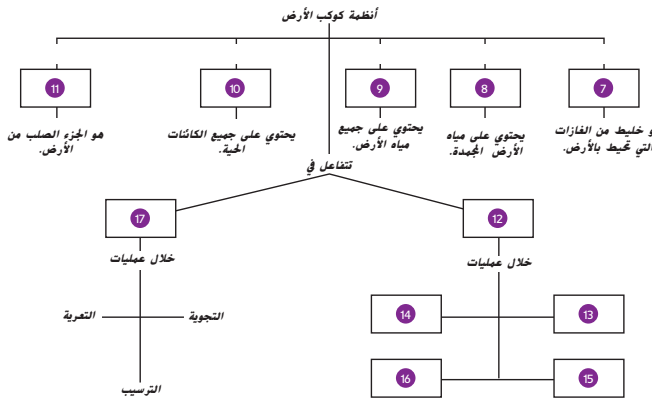 أنظمة كوكب الأرض
7
8
9
10
11
و خليط من الغازات
التي تحيط بالأرض.
يحتوي على مياه
الأرض المجمدة.
يحتوي على جميع
مياه الأرض.
يحتوي على جميع الكائنات
الحية.
هو الجزء الصلب من
الأرض.
تتفاعل في
12
17
خلال عمليات
خلال عمليات
13
14
15
16
التجوية
التعرية
الترسيب